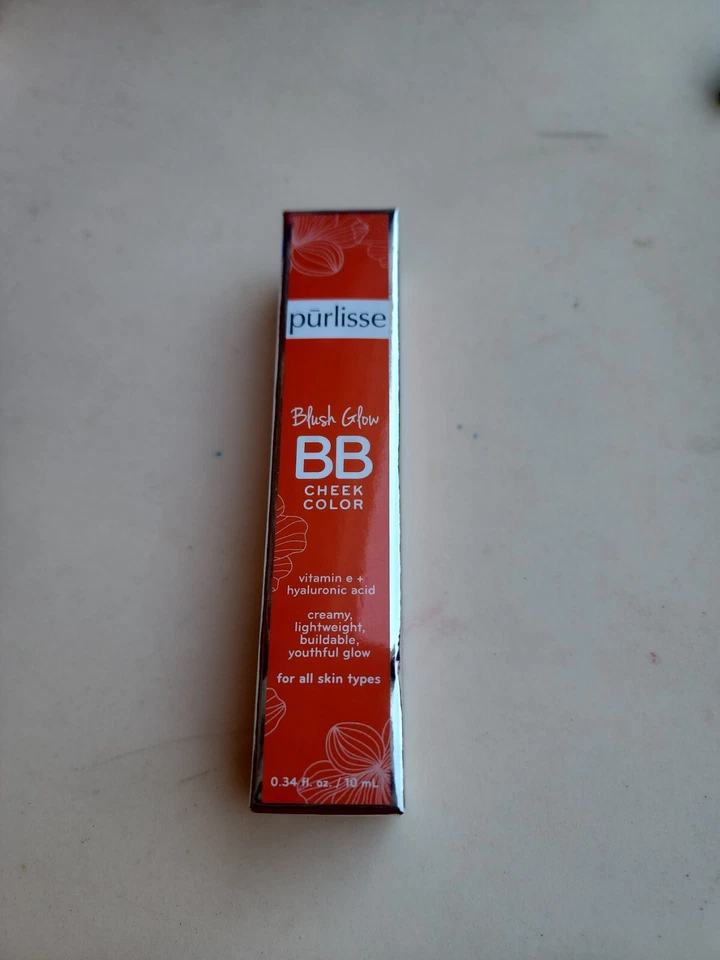 pūrlisse
Blush Glow
BB
CHEEK
COLOR
vitamin e +
hyaluronic acid
creamy,
lightweight,
buildable,
youthful glow
for all skin types
0.34 fl. oz. / 10 mL